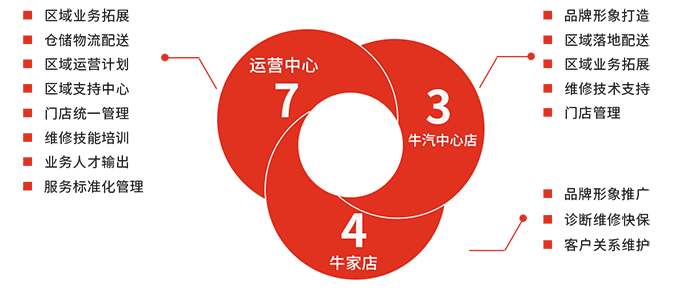 区域业务拓展
仓储物流配送
区域运营计划
区域支持中心
门店统一管理
维修技能培训
业务人才输出
服务标准化管理
运营中心
7
3
牛汽中心店
4
牛家店
品牌形象打造
区域落地配送
区域业务拓展
维修技术支持
门店管理
品牌形象推广
诊断维修快保
客户关系维护